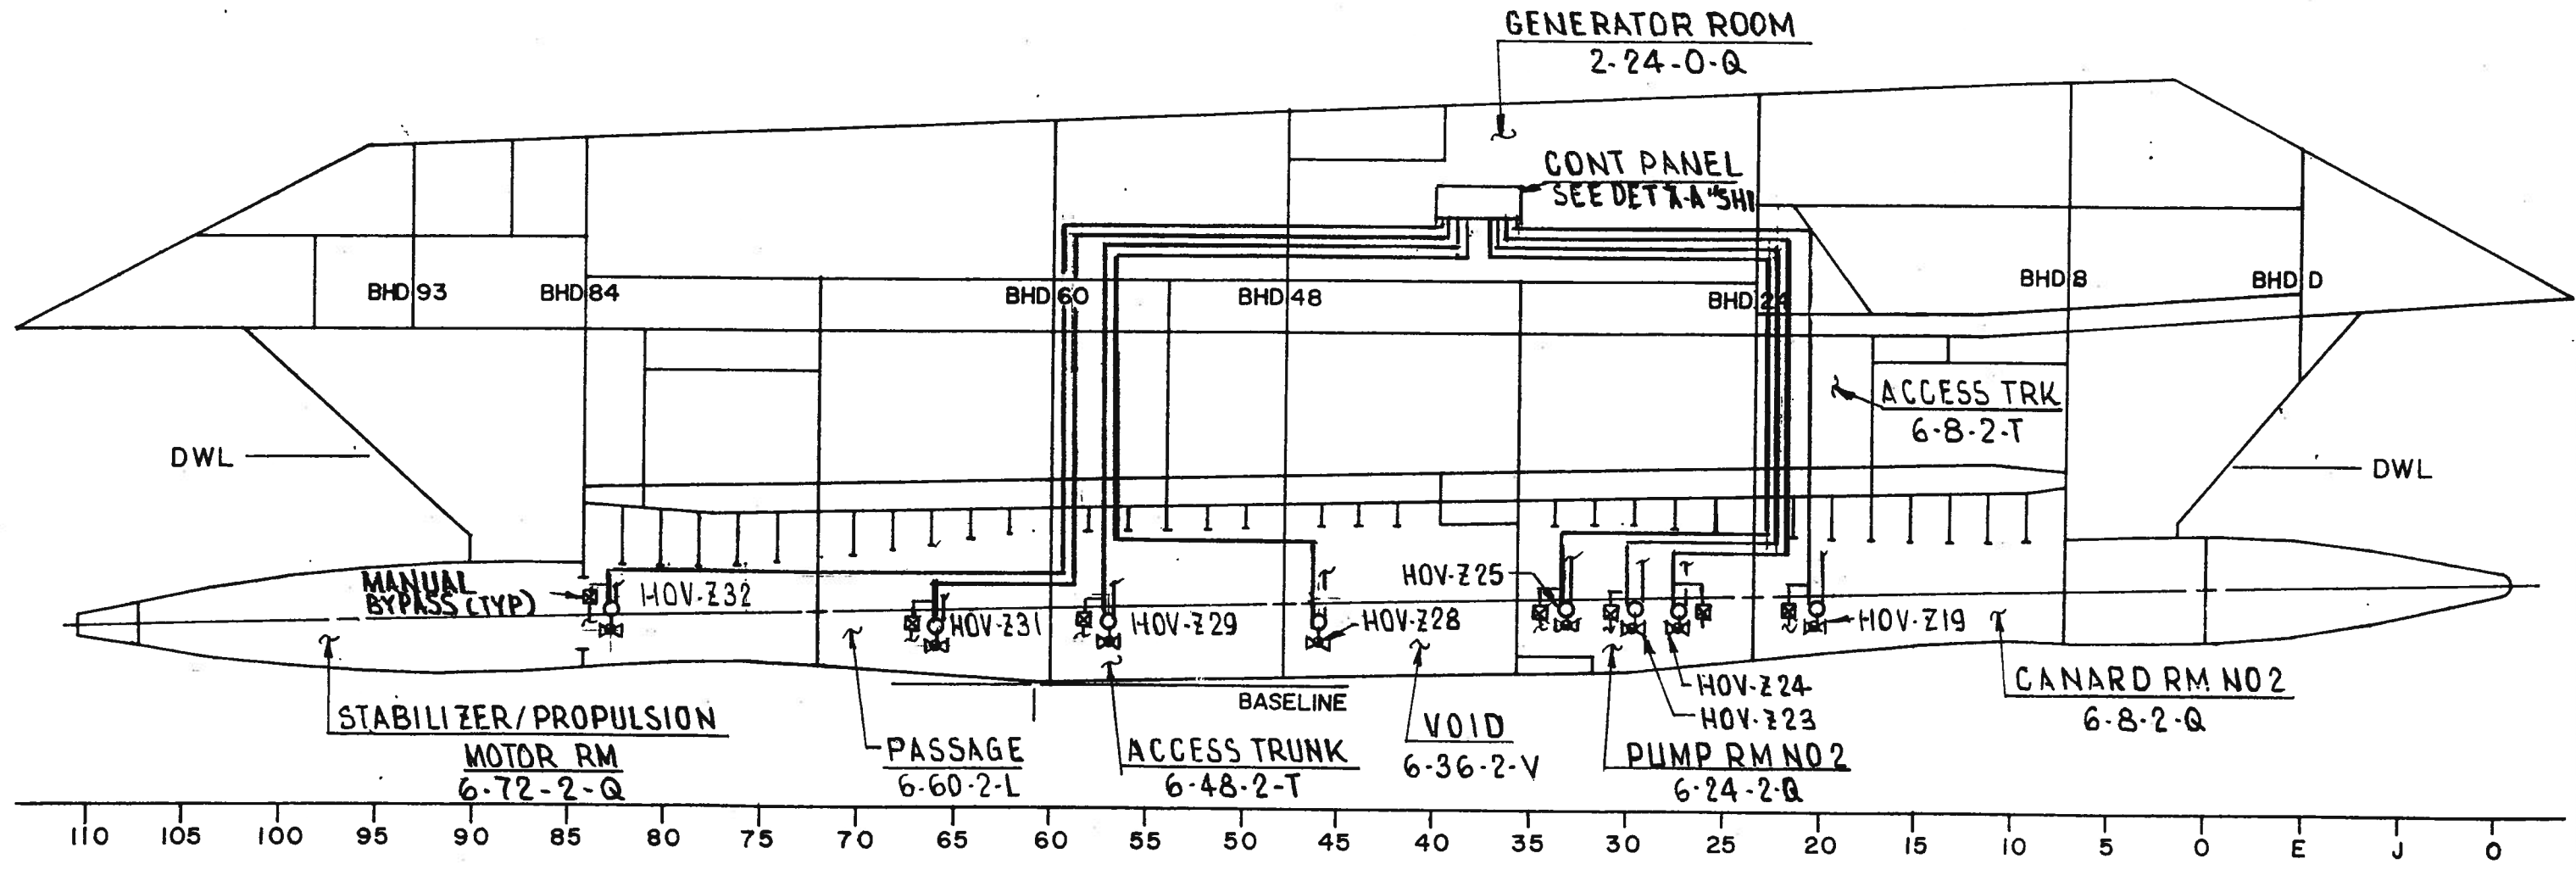 GENERATOR ROOM
2-24-0-Q
CONT PANEL
SEE DET "A-A" SH1
BHD 93
BHD 84
BHD 60
BHD 48
BHD 24
BHD 8
BHD D
ACCESS TRK
6-8-2-T
DWL
DWL
MANUAL
BYPASS (TYP)
HOV-Z32
HOV-Z31
HOV-Z29
HOV-Z28
HOV-Z25
HOV-Z19
HOV-Z24
HOV-Z23
BASELINE
STABILIZER/PROPULSION
MOTOR RM
6-72-2-Q
PASSAGE
6-60-2-L
ACCESS TRUNK
6-48-2-T
VOID
6-36-2-V
PUMP RM NO 2
6-24-2-Q
CANARD RM NO 2
6-8-2-Q
110 105 100 95 90 85 80 75 70 65 60 55 50 45 40 35 30 25 20 15 10 5 0 E J O